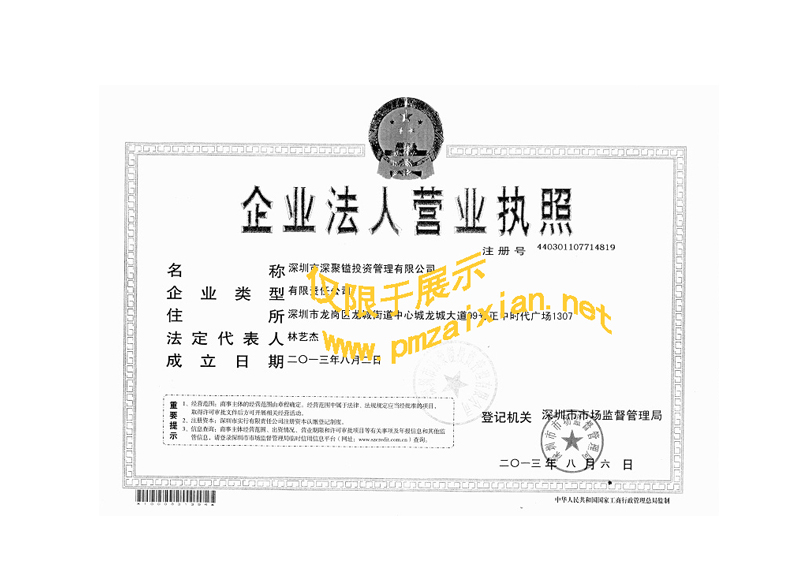 企业法人营业执照
注册号 440301107714819
名称 深圳市深聚镒投资管理有限公司
企业类型 有限责任公司
住所 深圳市龙岗区龙城街道中心城龙城大道99号正中时代广场1307
法定代表人 林艺杰
成立日期 二〇一三年八月二日
仅限于展示
www.pmzaixian.net
重要提示
1、经营范围:商事主体的经营范围由章程确定。经营范围中属于法律、法规规定应当经批准的项目,
取得许可审批文件后方可开展相关经营活动。
2、注册资本:深圳市实行有限责任公司注册资本认缴登记制度。
3、信息查询:商事主体经营范围、出资情况、营业期限和许可审批项目等有关事项及年报信息和其他监
管信息,请登录深圳市市场监督管理局商事主体信用信息平台(网址:www.szcredit.com.cn)查询。
登记机关 深圳市市场监督管理局
二〇一三年 八 月 六 日
中华人民共和国国家工商行政管理总局监制